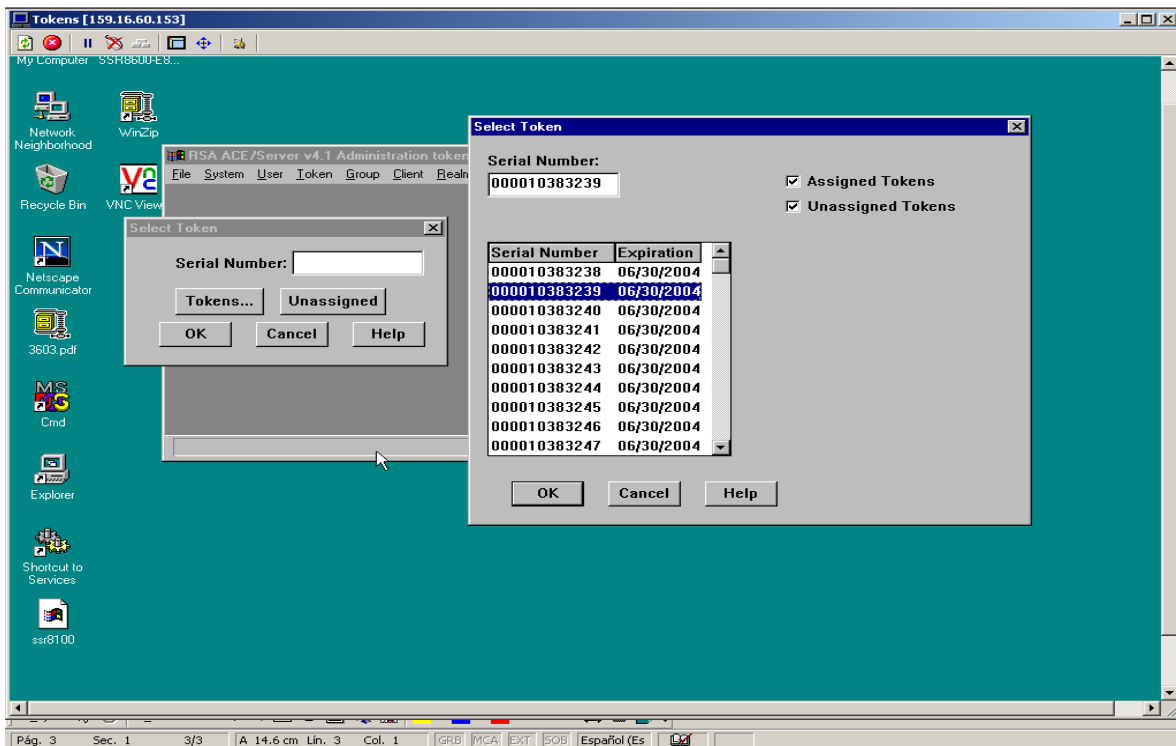 Tokens [159.16.60.153]
My Computer SSR8600-E8...
Network Neighborhood
WinZip
Recycle Bin
VNC View
Netscape Communicator
3603.pdf
Cmd
Explorer
Shortcut to Services
ssr8100
RSA ACE/Server v4.1 Administration token
File System User Token Group Client Realm
Select Token
Serial Number:
Tokens... Unassigned
OK Cancel Help
Select Token
Serial Number:
000010383239
Assigned Tokens
Unassigned Tokens
Serial Number Expiration
000010383238 06/30/2004
000010383239 06/30/2004
000010383240 06/30/2004
000010383241 06/30/2004
000010383242 06/30/2004
000010383243 06/30/2004
000010383244 06/30/2004
000010383245 06/30/2004
000010383246 06/30/2004
000010383247 06/30/2004
OK Cancel Help
Pág. 3 Sec. 1 3/3 A 14.6 cm Lín. 3 Col. 1 GRB MCA EXT SOB Español (Es